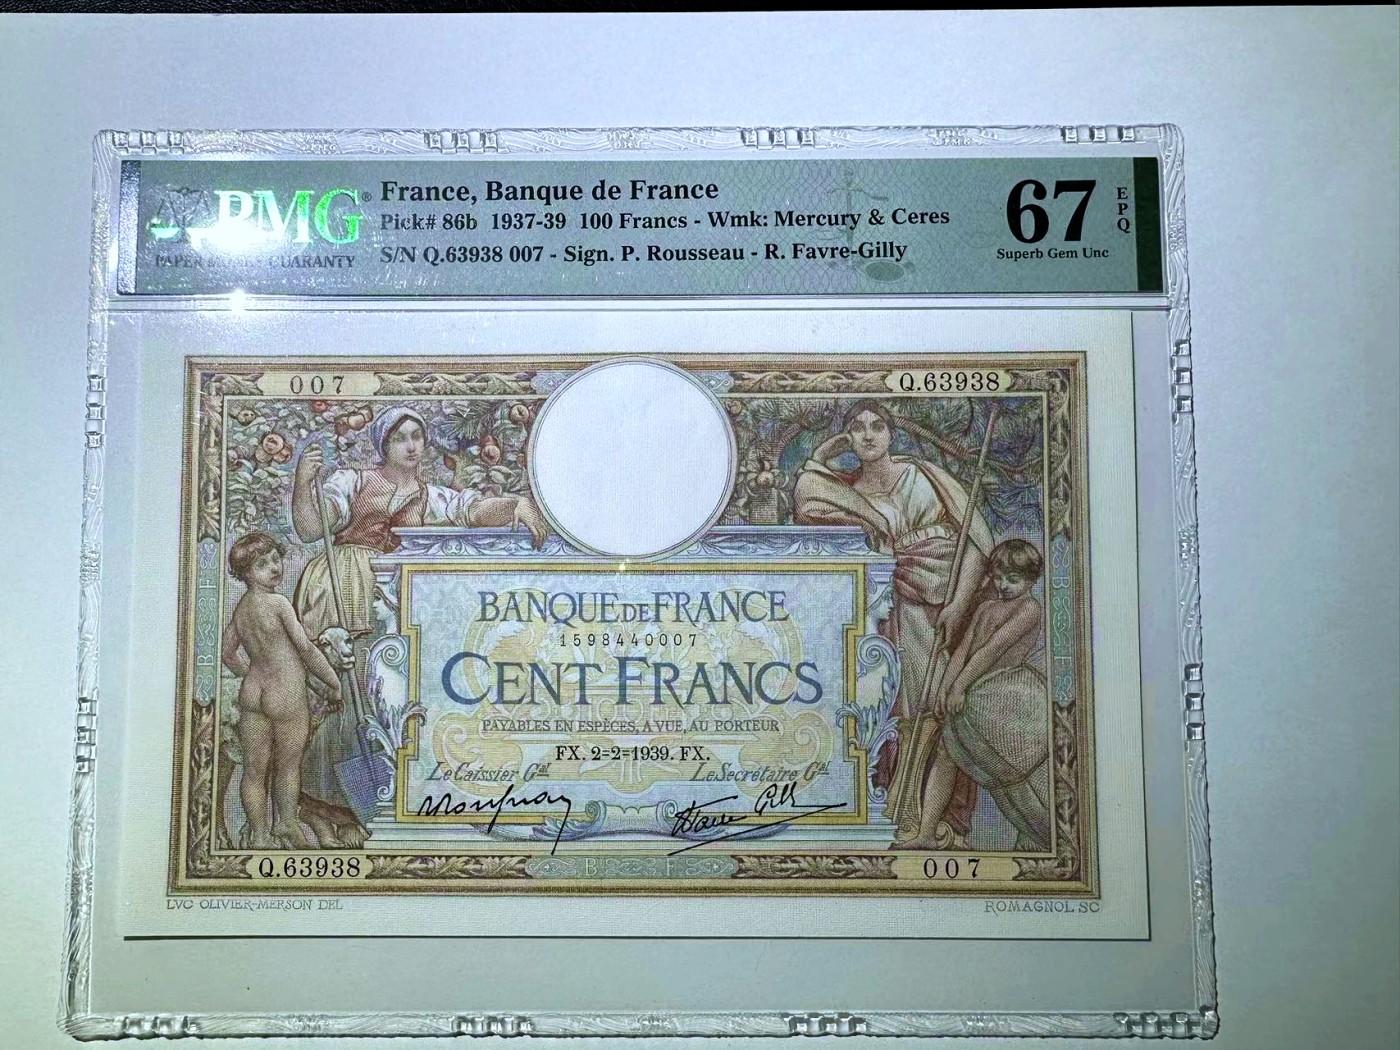 PMG®
PAPER MONEY GUARANTY
France, Banque de France
Pick# 86b 1937-39 100 Francs - Wmk: Mercury & Ceres
S/N Q.63938 007 - Sign. P. Rousseau - R. Favre-Gilly
67
EPQ
Superb Gem Unc
007
Q.63938
BANQUE DE FRANCE
1598440007
CENT FRANCS
PAYABLES EN ESPÈCES, A VUE, AU PORTEUR
FX. 2=2=1939. FX.
Le Caissier Gal
Le Secrétaire Gal
B F
B F
Q.63938
B F
007
LVC OLIVIER-MERSON DEL
ROMAGNOL SC